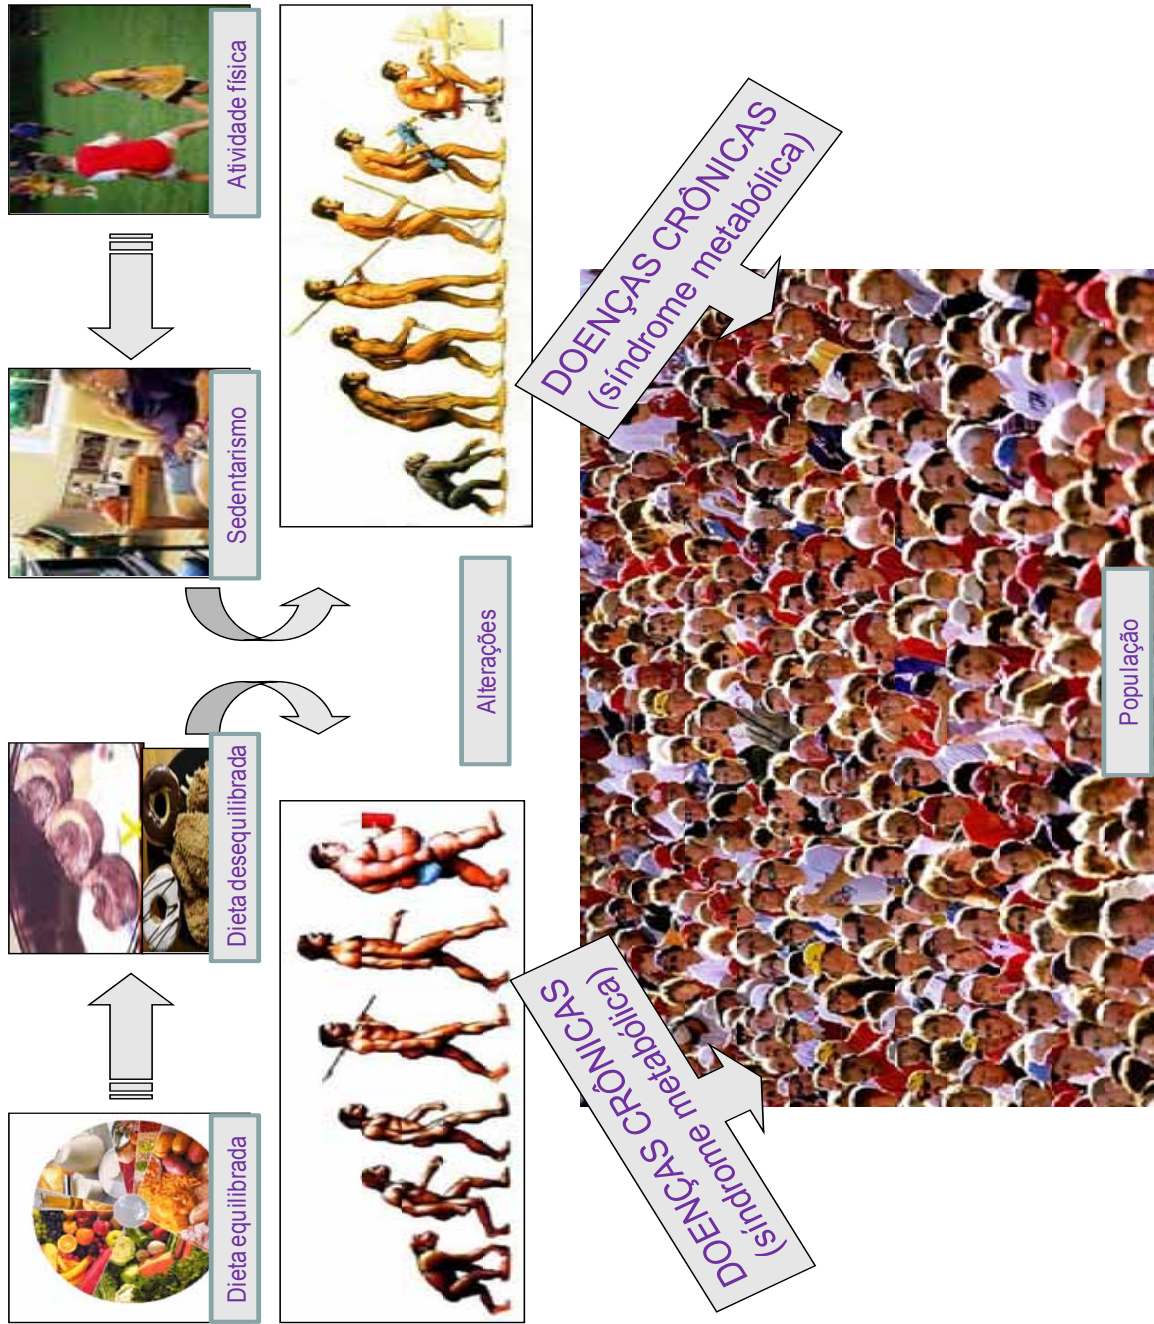 Dieta equilibrada
Dieta desequilibrada
Sedentarismo
Atividade física
Alterações
DOENÇAS CRÔNICAS
(síndrome metabólica)
DOENÇAS CRÔNICAS
(síndrome metabólica)
População